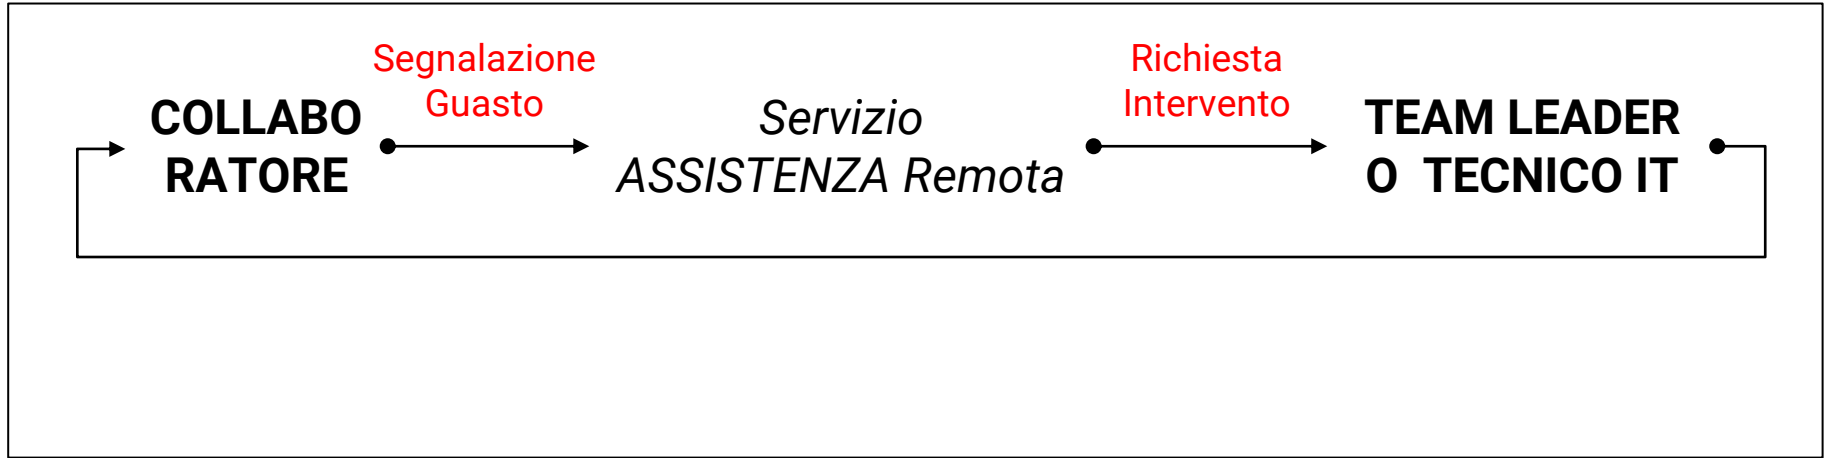 Segnalazione
Guasto
Richiesta
Intervento
COLLABO
RATORE
Servizio
ASSISTENZA Remota
TEAM LEADER
O TECNICO IT